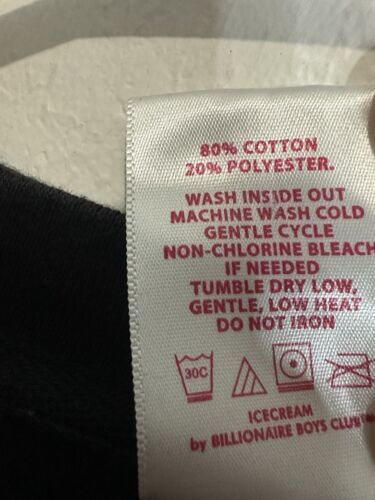 80% COTTON
20% POLYESTER.
WASH INSIDE OUT
MACHINE WASH COLD
GENTLE CYCLE
NON-CHLORINE BLEACH
IF NEEDED
TUMBLE DRY LOW,
GENTLE, LOW HEAT
DO NOT IRON
30C
ICECREAM
by BILLIONAIRE BOYS CLUB